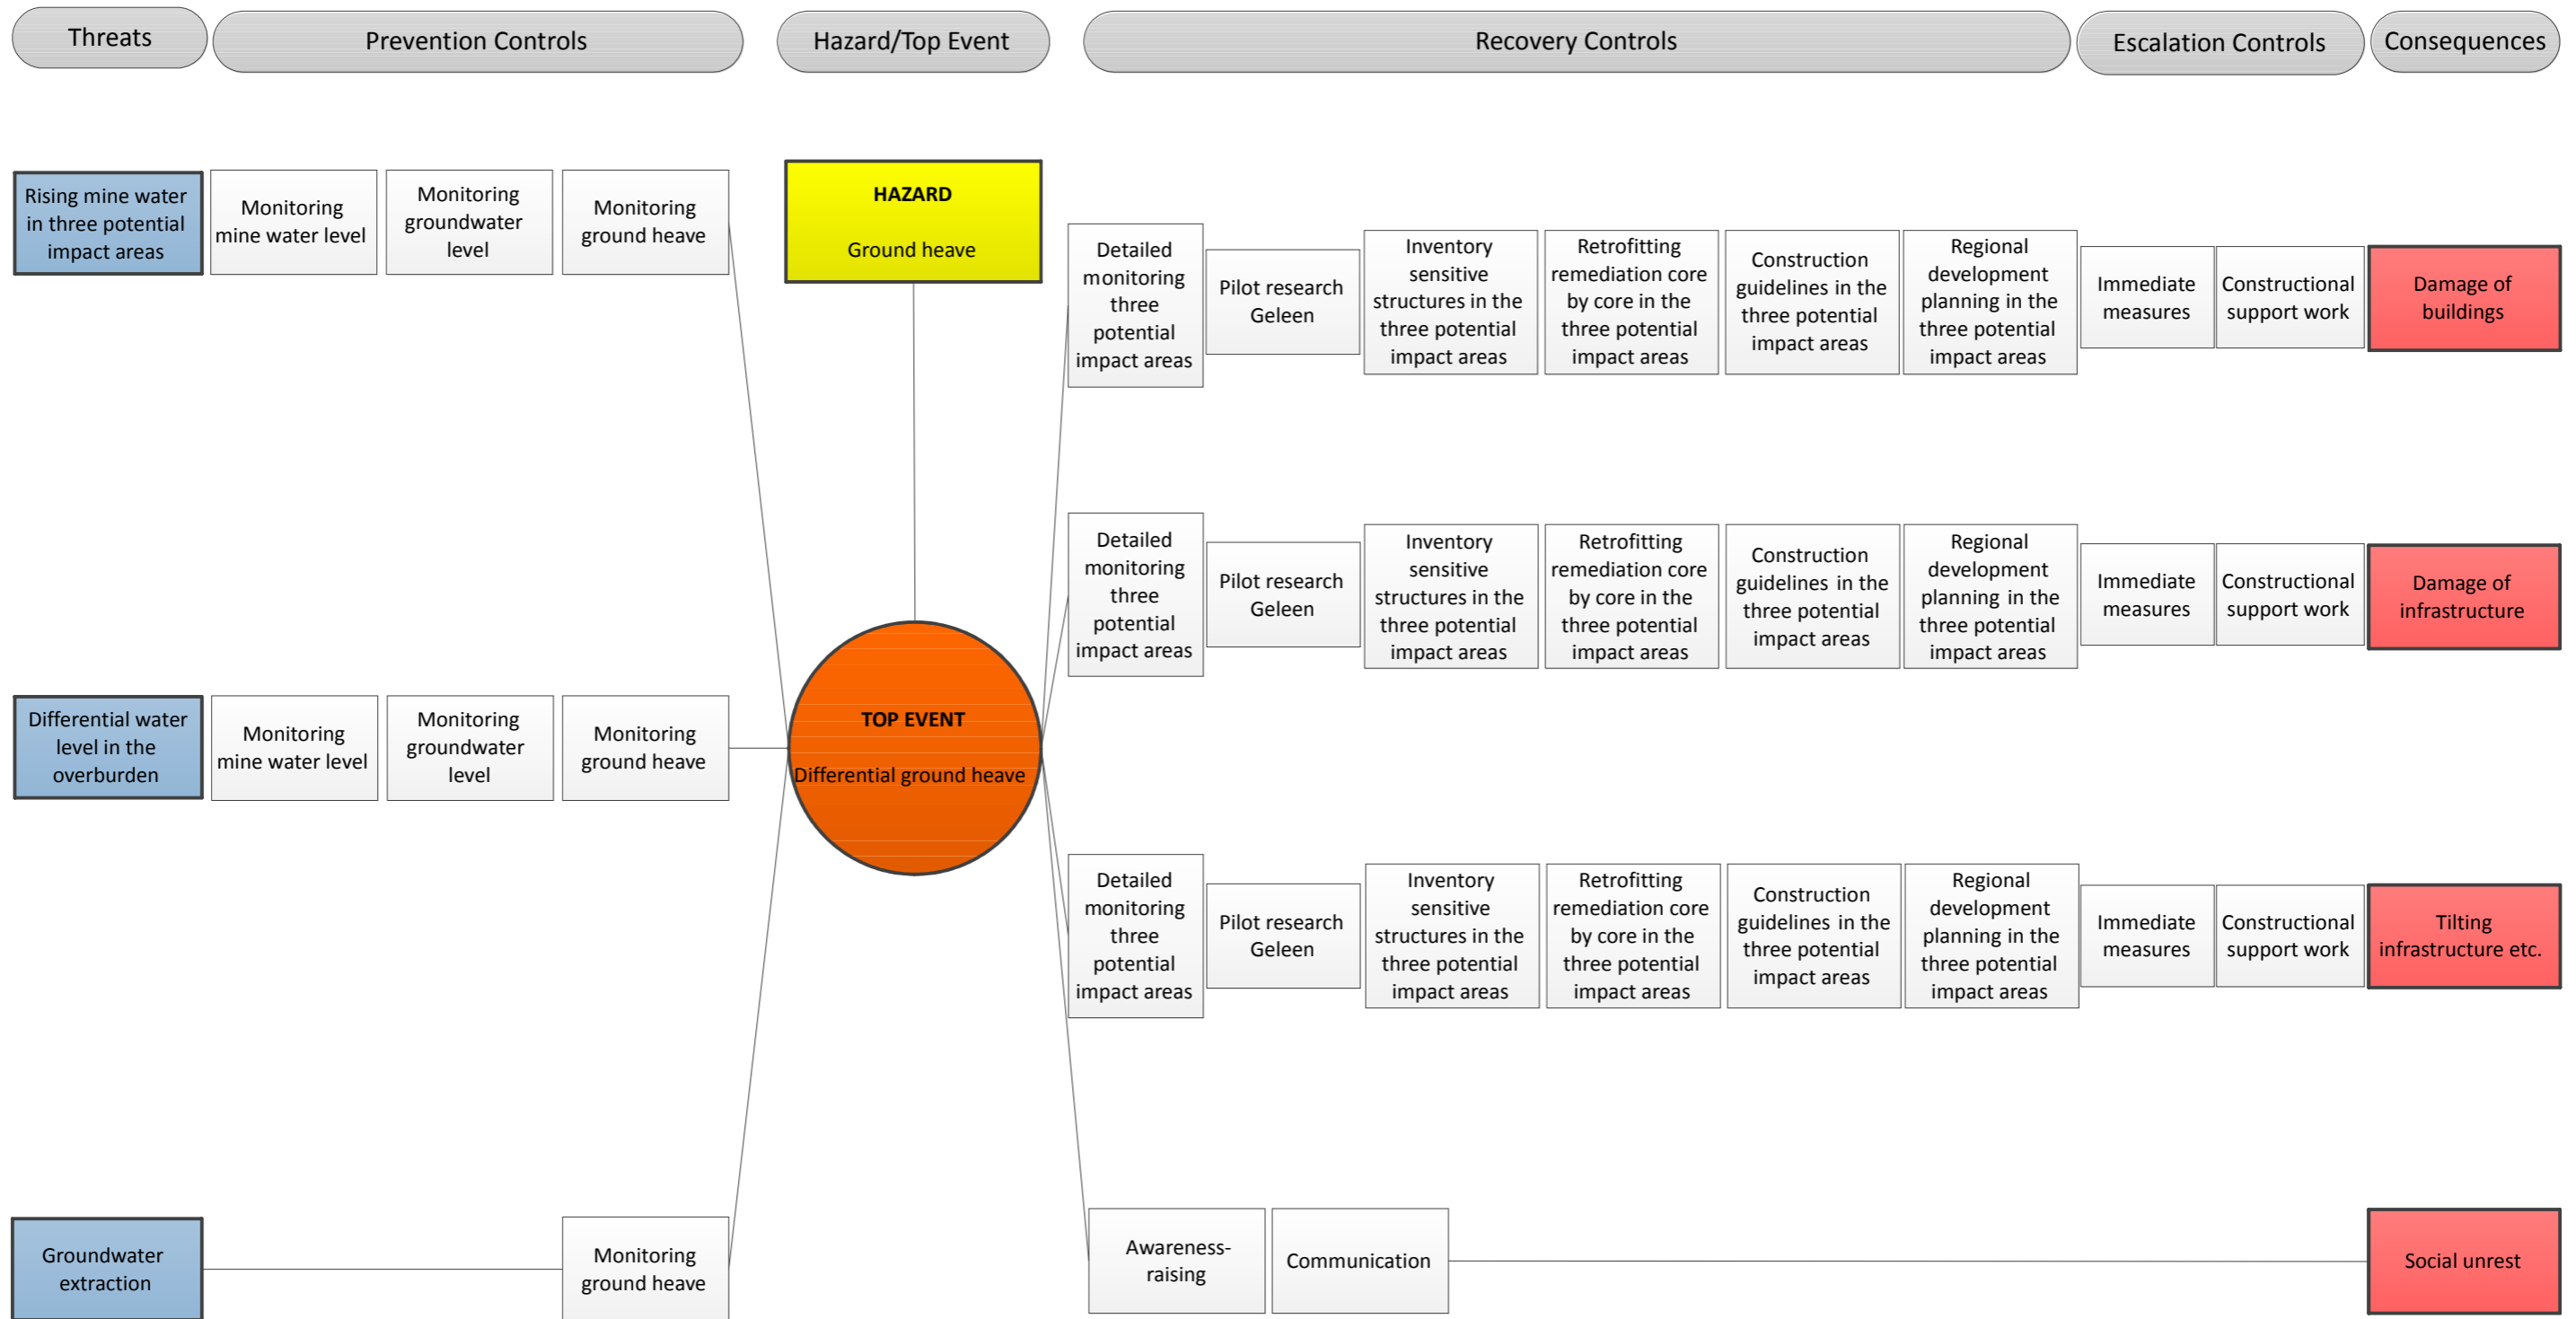 Threats
Prevention Controls
Hazard/Top Event
Recovery Controls
Escalation Controls
Consequences
Rising mine water
in three potential
impact areas
Monitoring
mine water level
Monitoring
groundwater
level
Monitoring
ground heave
HAZARD
Ground heave
Detailed
monitoring
three
potential
impact areas
Pilot research
Geleen
Inventory
sensitive
structures in the
three potential
impact areas
Retrofitting
remediation core
by core in the
three potential
impact areas
Construction
guidelines in the
three potential
impact areas
Regional
development
planning in the
three potential
impact areas
Immediate
measures
Constructional
support work
Damage of
buildings
Differential water
level in the
overburden
Monitoring
mine water level
Monitoring
groundwater
level
Monitoring
ground heave
TOP EVENT
Differential ground heave
Detailed
monitoring
three
potential
impact areas
Pilot research
Geleen
Inventory
sensitive
structures in the
three potential
impact areas
Retrofitting
remediation core
by core in the
three potential
impact areas
Construction
guidelines in the
three potential
impact areas
Regional
development
planning in the
three potential
impact areas
Immediate
measures
Constructional
support work
Damage of
infrastructure
Detailed
monitoring
three
potential
impact areas
Pilot research
Geleen
Inventory
sensitive
structures in the
three potential
impact areas
Retrofitting
remediation core
by core in the
three potential
impact areas
Construction
guidelines in the
three potential
impact areas
Regional
development
planning in the
three potential
impact areas
Immediate
measures
Constructional
support work
Tilting
infrastructure etc.
Groundwater
extraction
Monitoring
ground heave
Awareness-
raising
Communication
Social unrest